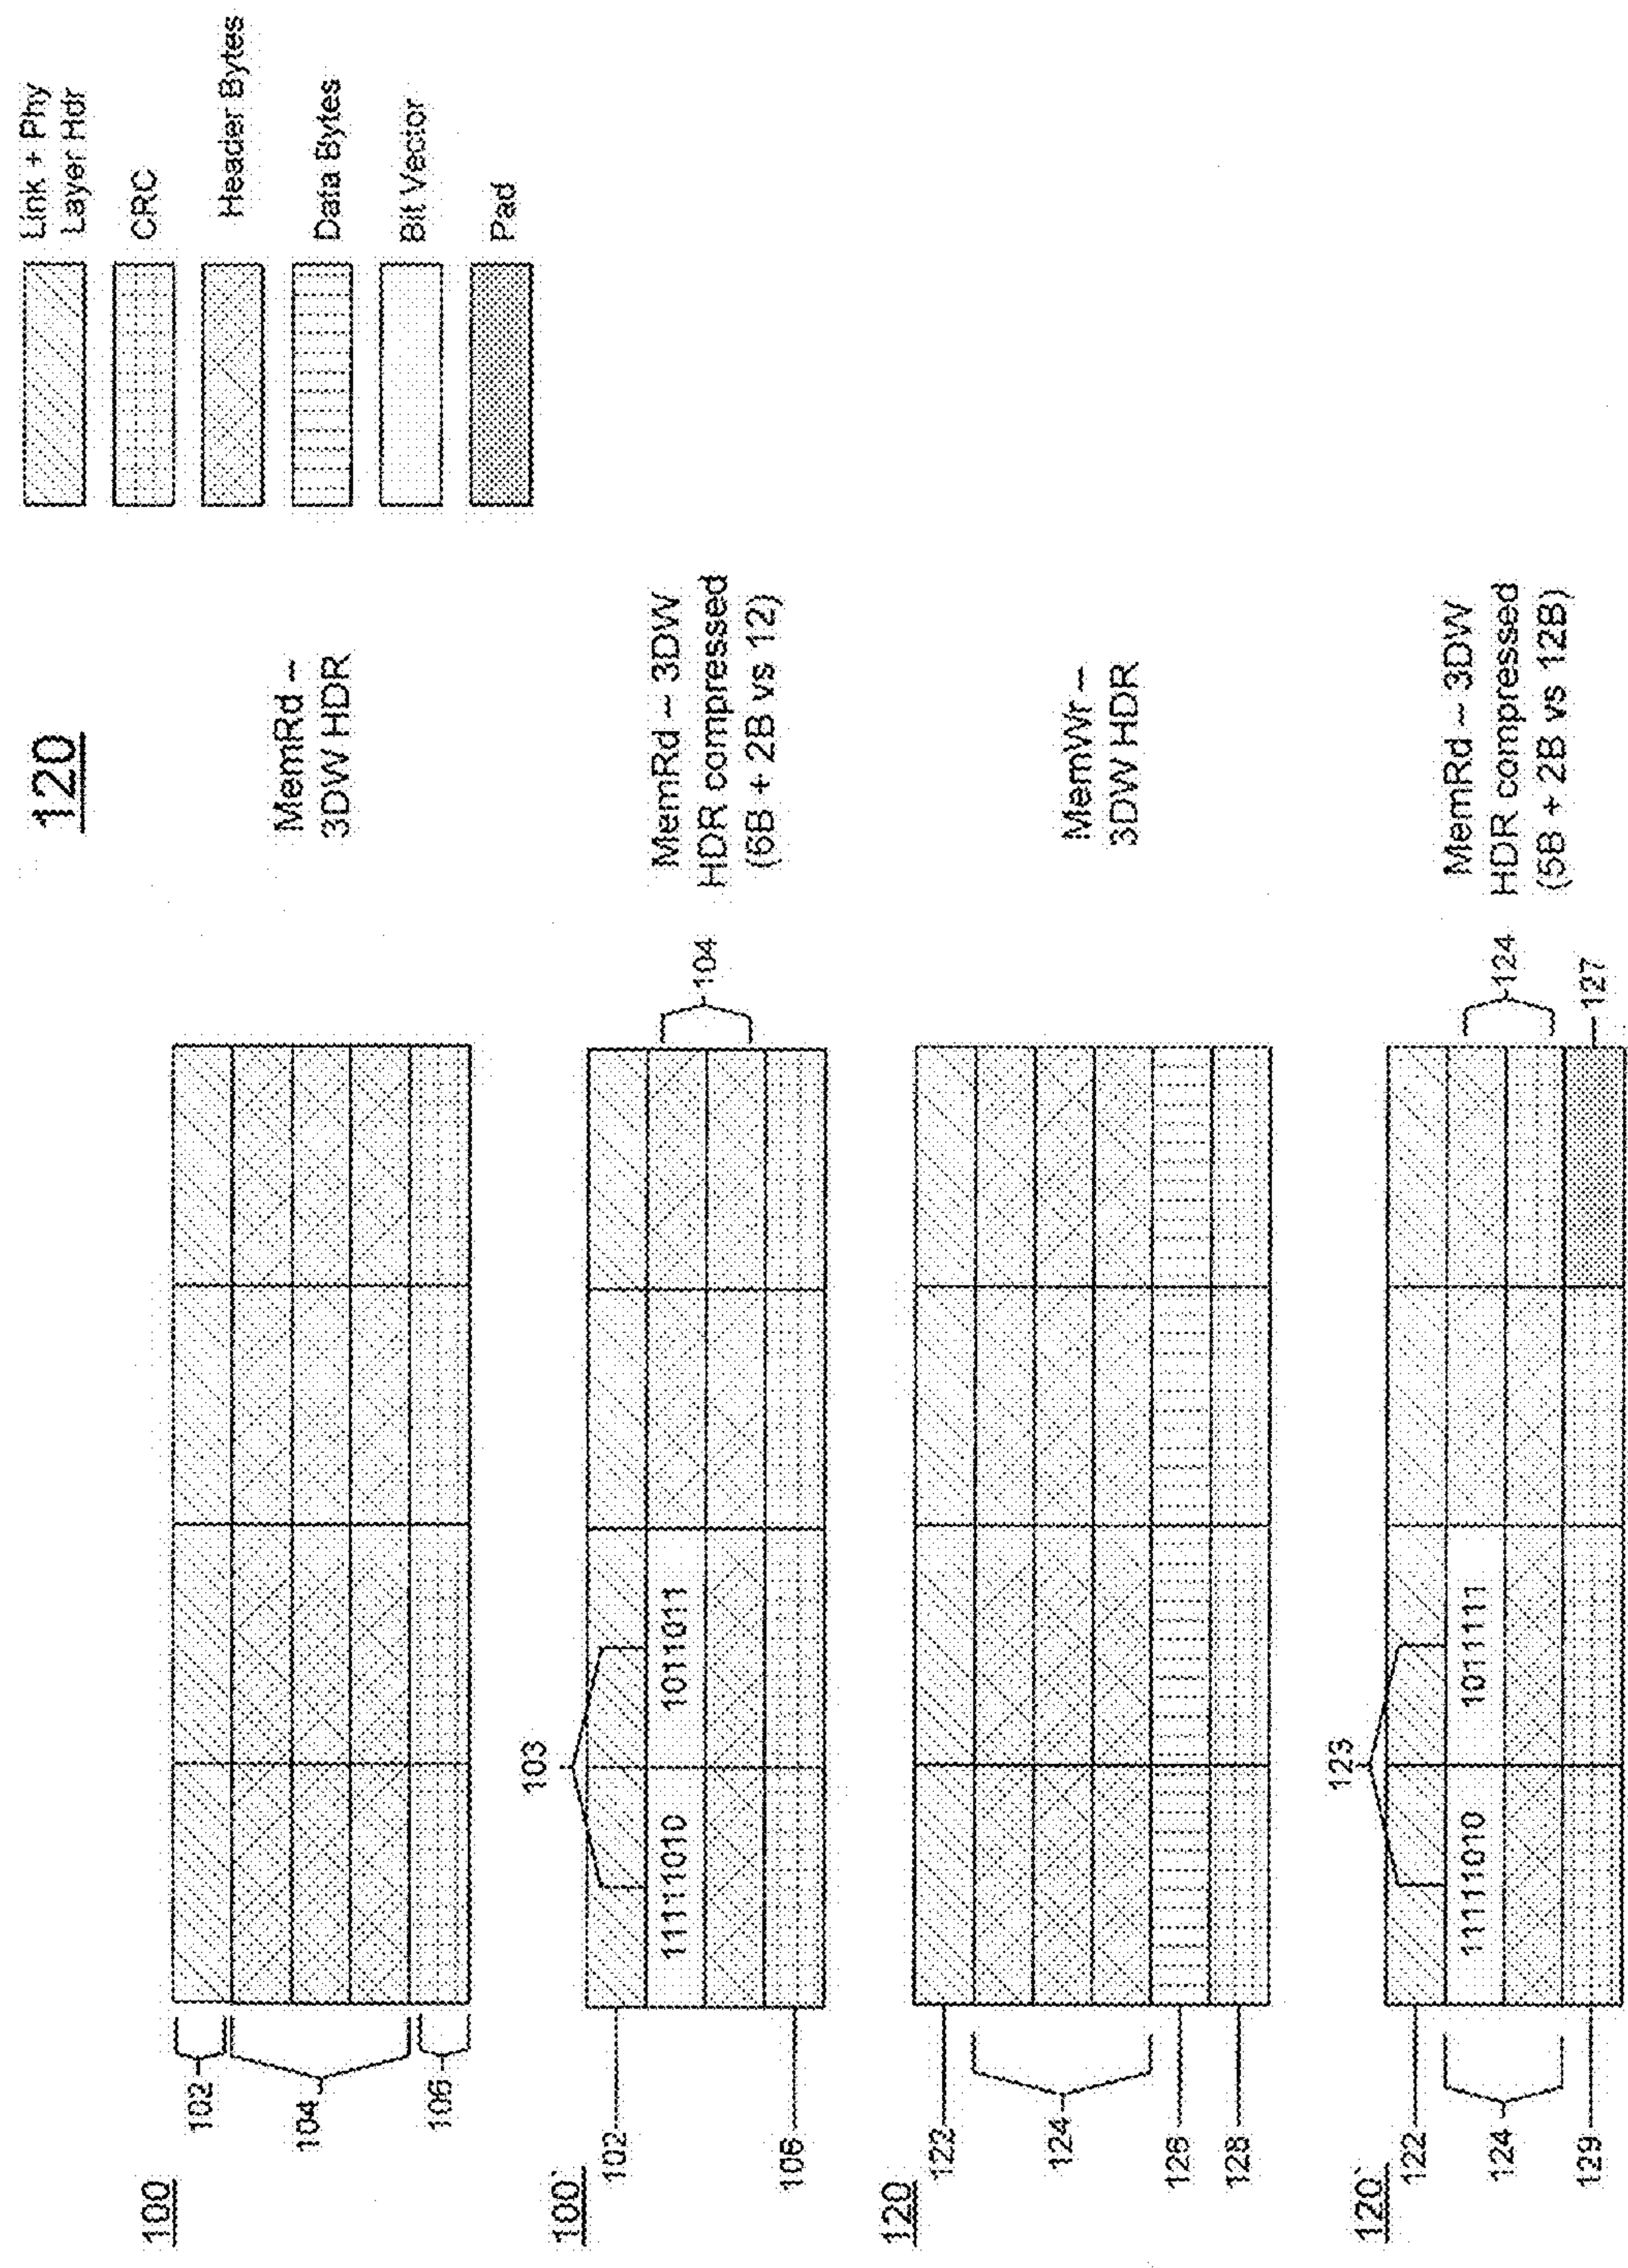 120
Link + Phy
Layer Hdr
CRC
Header Bytes
Data Bytes
Bit Vector
Pad
100
102
104
106
MemRd –
3DW HDR
100`
102
103
11111010
1011011
106
104
MemRd – 3DW
HDR compressed
(6B + 2B vs 12)
120
122
124
126
128
MemWr –
3DW HDR
120`
122
123
124
11111010
101111
129
124
127
MemRd – 3DW
HDR compressed
(5B + 2B vs 12B)